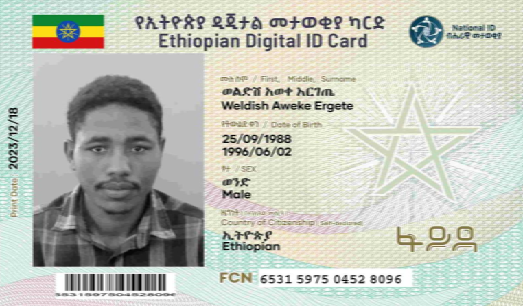 የኢትዮጵያ ዲጂታል መታወቂያ ካርድ
Ethiopian Digital ID Card
National ID
ብሔራዊ መታወቂያ
ሙሉ ስም / First, Middle, Surname
ወልድሽ አወቀ እርገጤ
Weldish Aweke Ergete
የትውልድ ቀን / Date of Birth
25/09/1988
1996/06/02
ፆታ / SEX
ወንድ
Male
ዜግነት
Country of Citizenship
ኢትዮጵያ
Ethiopian
ፋይዳ
FCN 6531 5975 0452 8096
Print Date: 2023/12/18